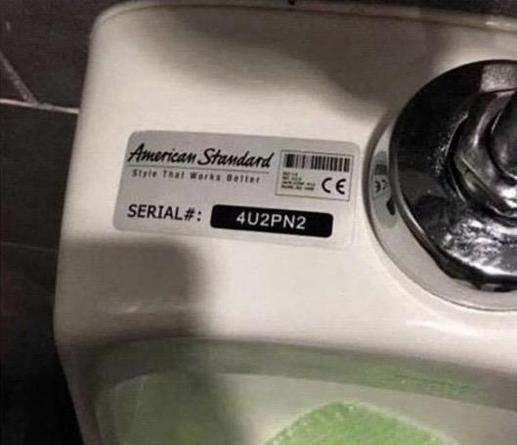 American Standard
Style That Works Better
CE
SERIAL#: 4U2PN2